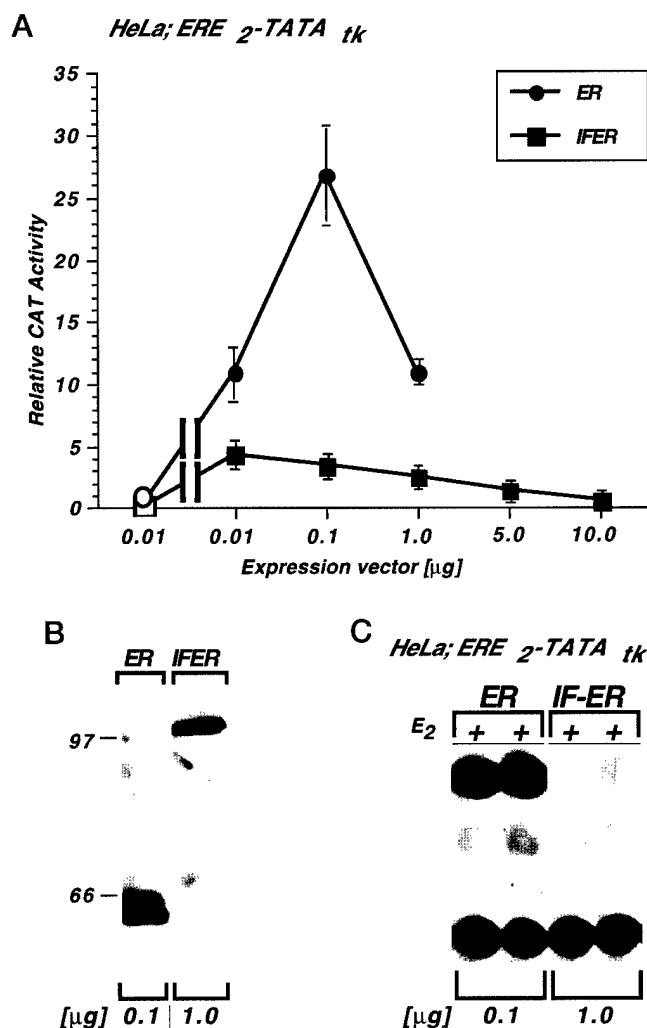 A
HeLa; ERE 2-TATA tk
35
30
25
20
15
10
5
0
Relative CAT Activity
ER
IFER
0.01 0.01 0.1 1.0 5.0 10.0
Expression vector [μg]
B
ER IFER
97
66
[μg] 0.1 1.0
C
HeLa; ERE 2-TATA tk
ER IF-ER
E2 + + + +
0.1 1.0